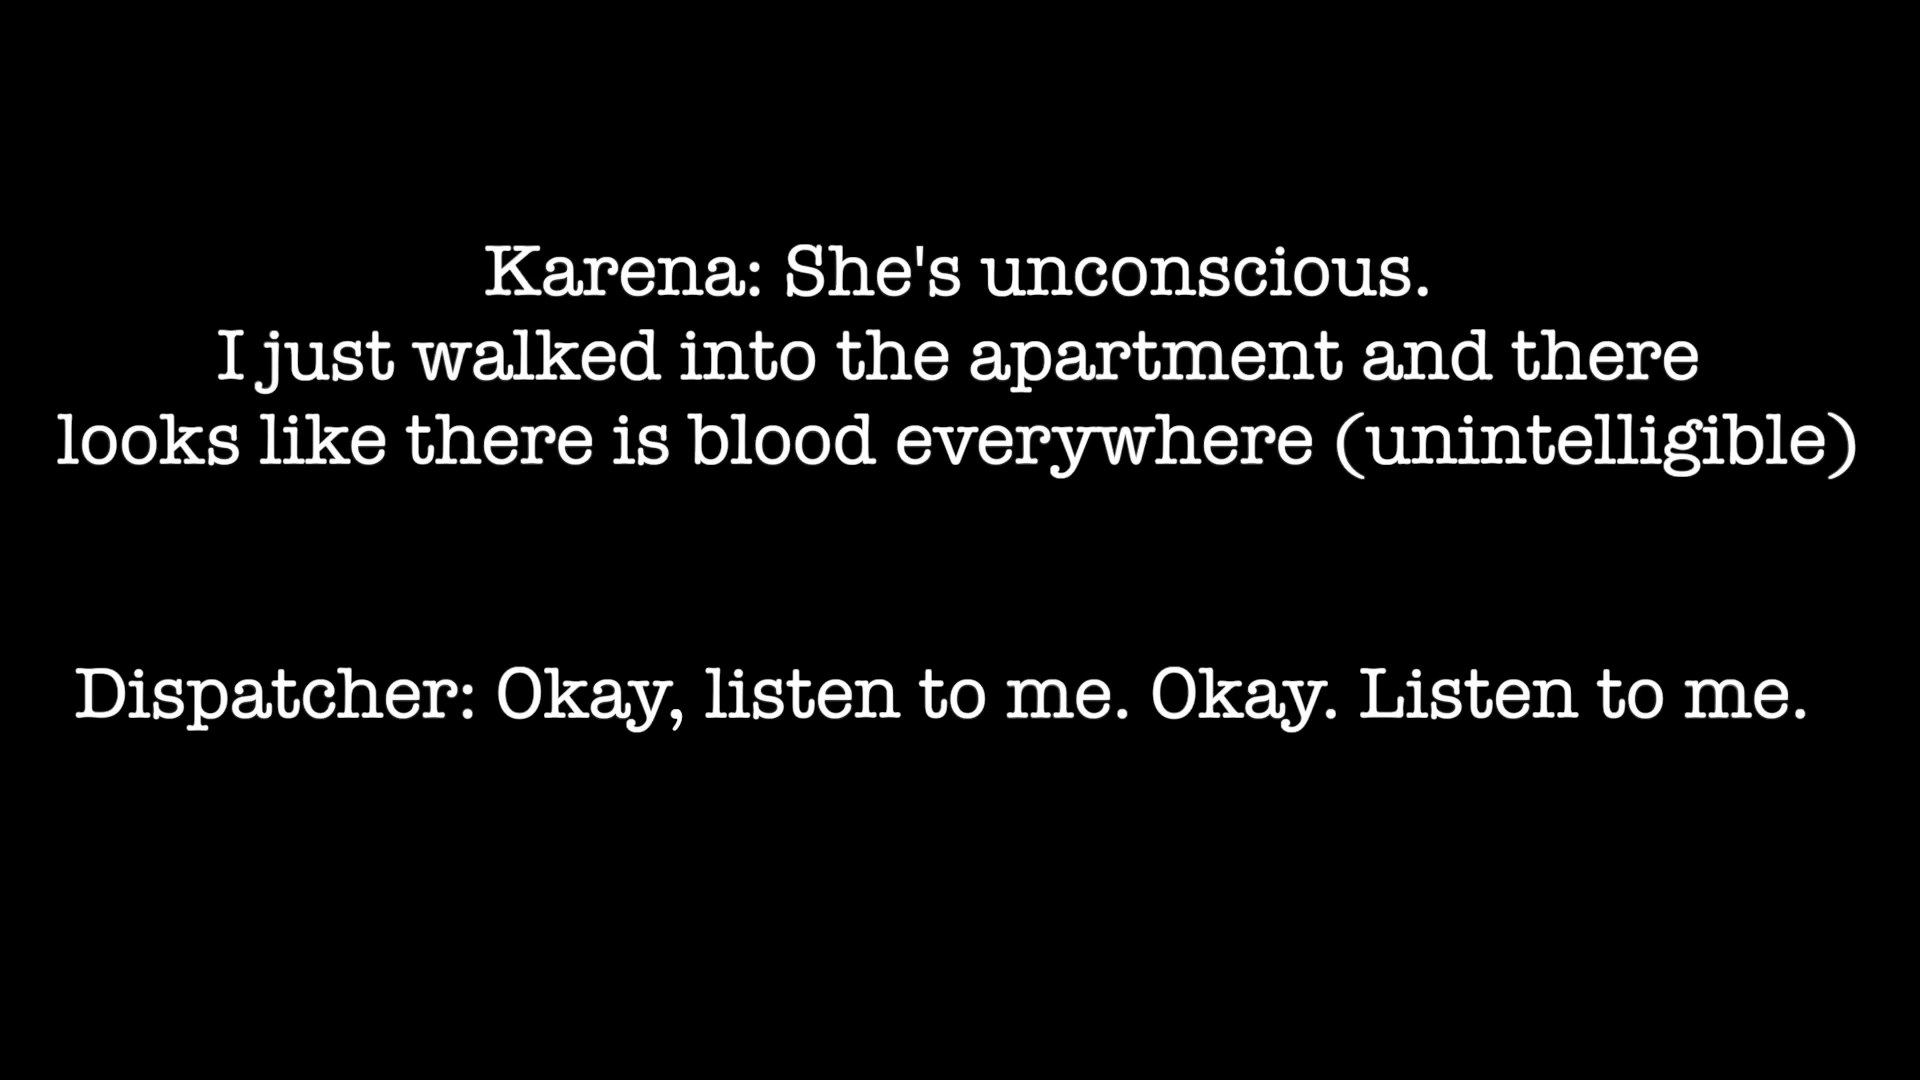 Karena: She's unconscious.
I just walked into the apartment and there
looks like there is blood everywhere (unintelligible)
Dispatcher: Okay, listen to me. Okay. Listen to me.